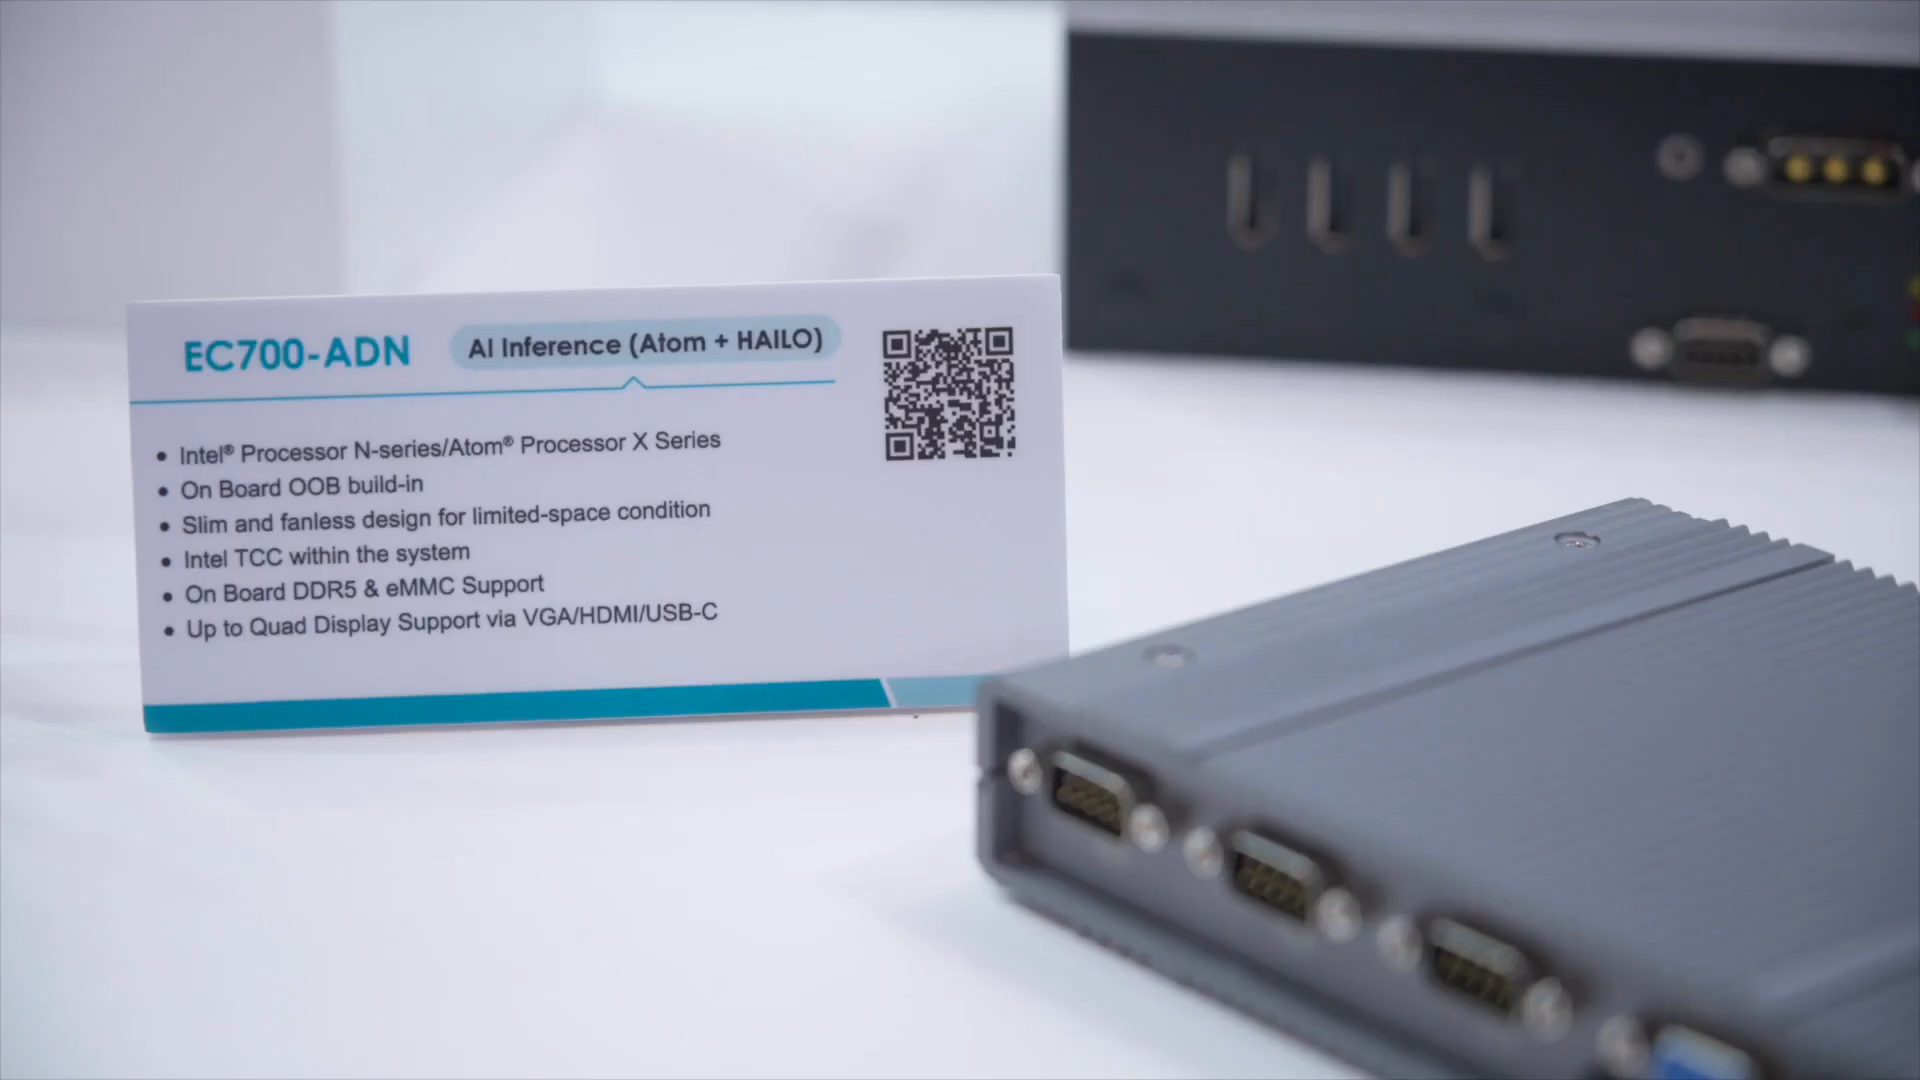 EC700-ADN
AI Inference (Atom + HAILO)
• Intel® Processor N-series/Atom® Processor X Series
• On Board OOB build-in
• Slim and fanless design for limited-space condition
• Intel TCC within the system
• On Board DDR5 & eMMC Support
• Up to Quad Display Support via VGA/HDMI/USB-C